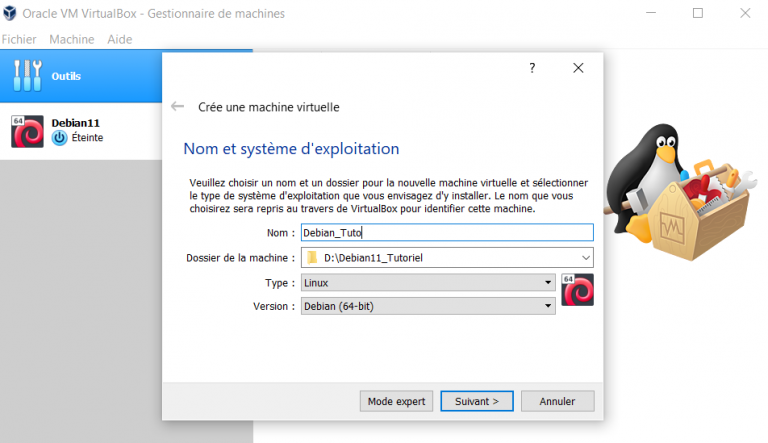 Oracle VM VirtualBox - Gestionnaire de machines
Fichier Machine Aide
Outils
64
Debian11
Éteinte
?
Crée une machine virtuelle
Nom et système d'exploitation
Veuillez choisir un nom et un dossier pour la nouvelle machine virtuelle et sélectionner
le type de système d'exploitation que vous envisagez d'y installer. Le nom que vous
choisirez sera repris au travers de VirtualBox pour identifier cette machine.
Nom : Debian_Tuto
Dossier de la machine : D:\Debian11_Tutoriel
Type : Linux
64
Version : Debian (64-bit)
Mode expert Suivant > Annuler